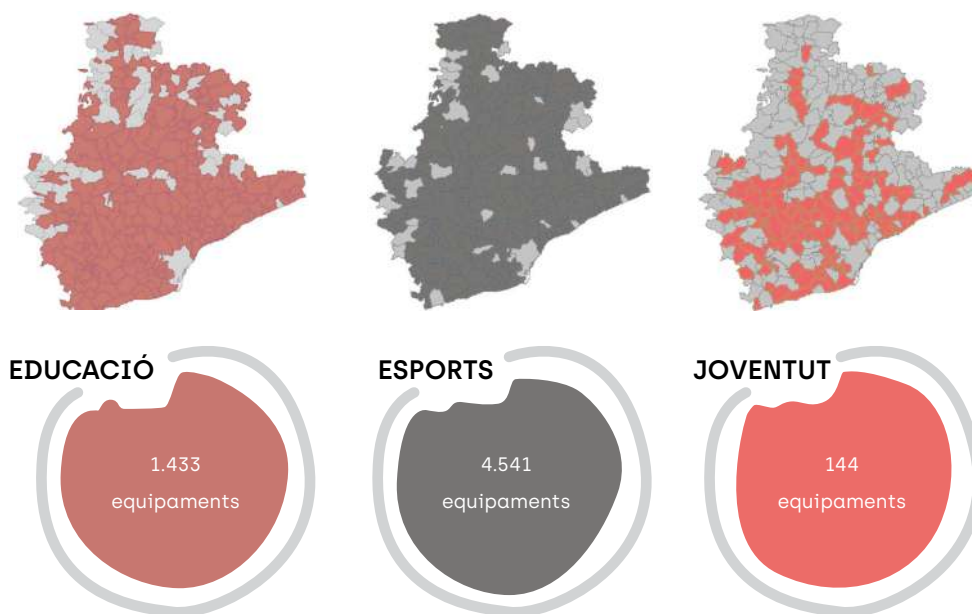 EDUCACIÓ
1.433
equipaments
ESPORTS
4.541
equipaments
JOVENTUT
144
equipaments